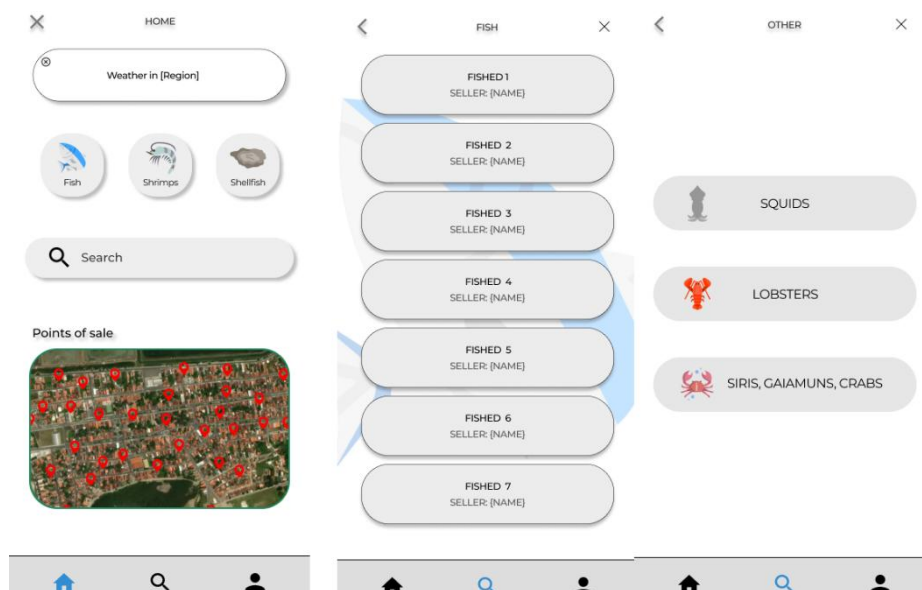 HOME
Weather in [Region]
Fish
Shrimps
Shellfish
Search
Points of sale
FISH
FISHED 1
SELLER: {NAME}
FISHED 2
SELLER: {NAME}
FISHED 3
SELLER: {NAME}
FISHED 4
SELLER: {NAME}
FISHED 5
SELLER: {NAME}
FISHED 6
SELLER: {NAME}
FISHED 7
SELLER: {NAME}
OTHER
SQUIDS
LOBSTERS
SIRIS, GAIAMUNS, CRABS